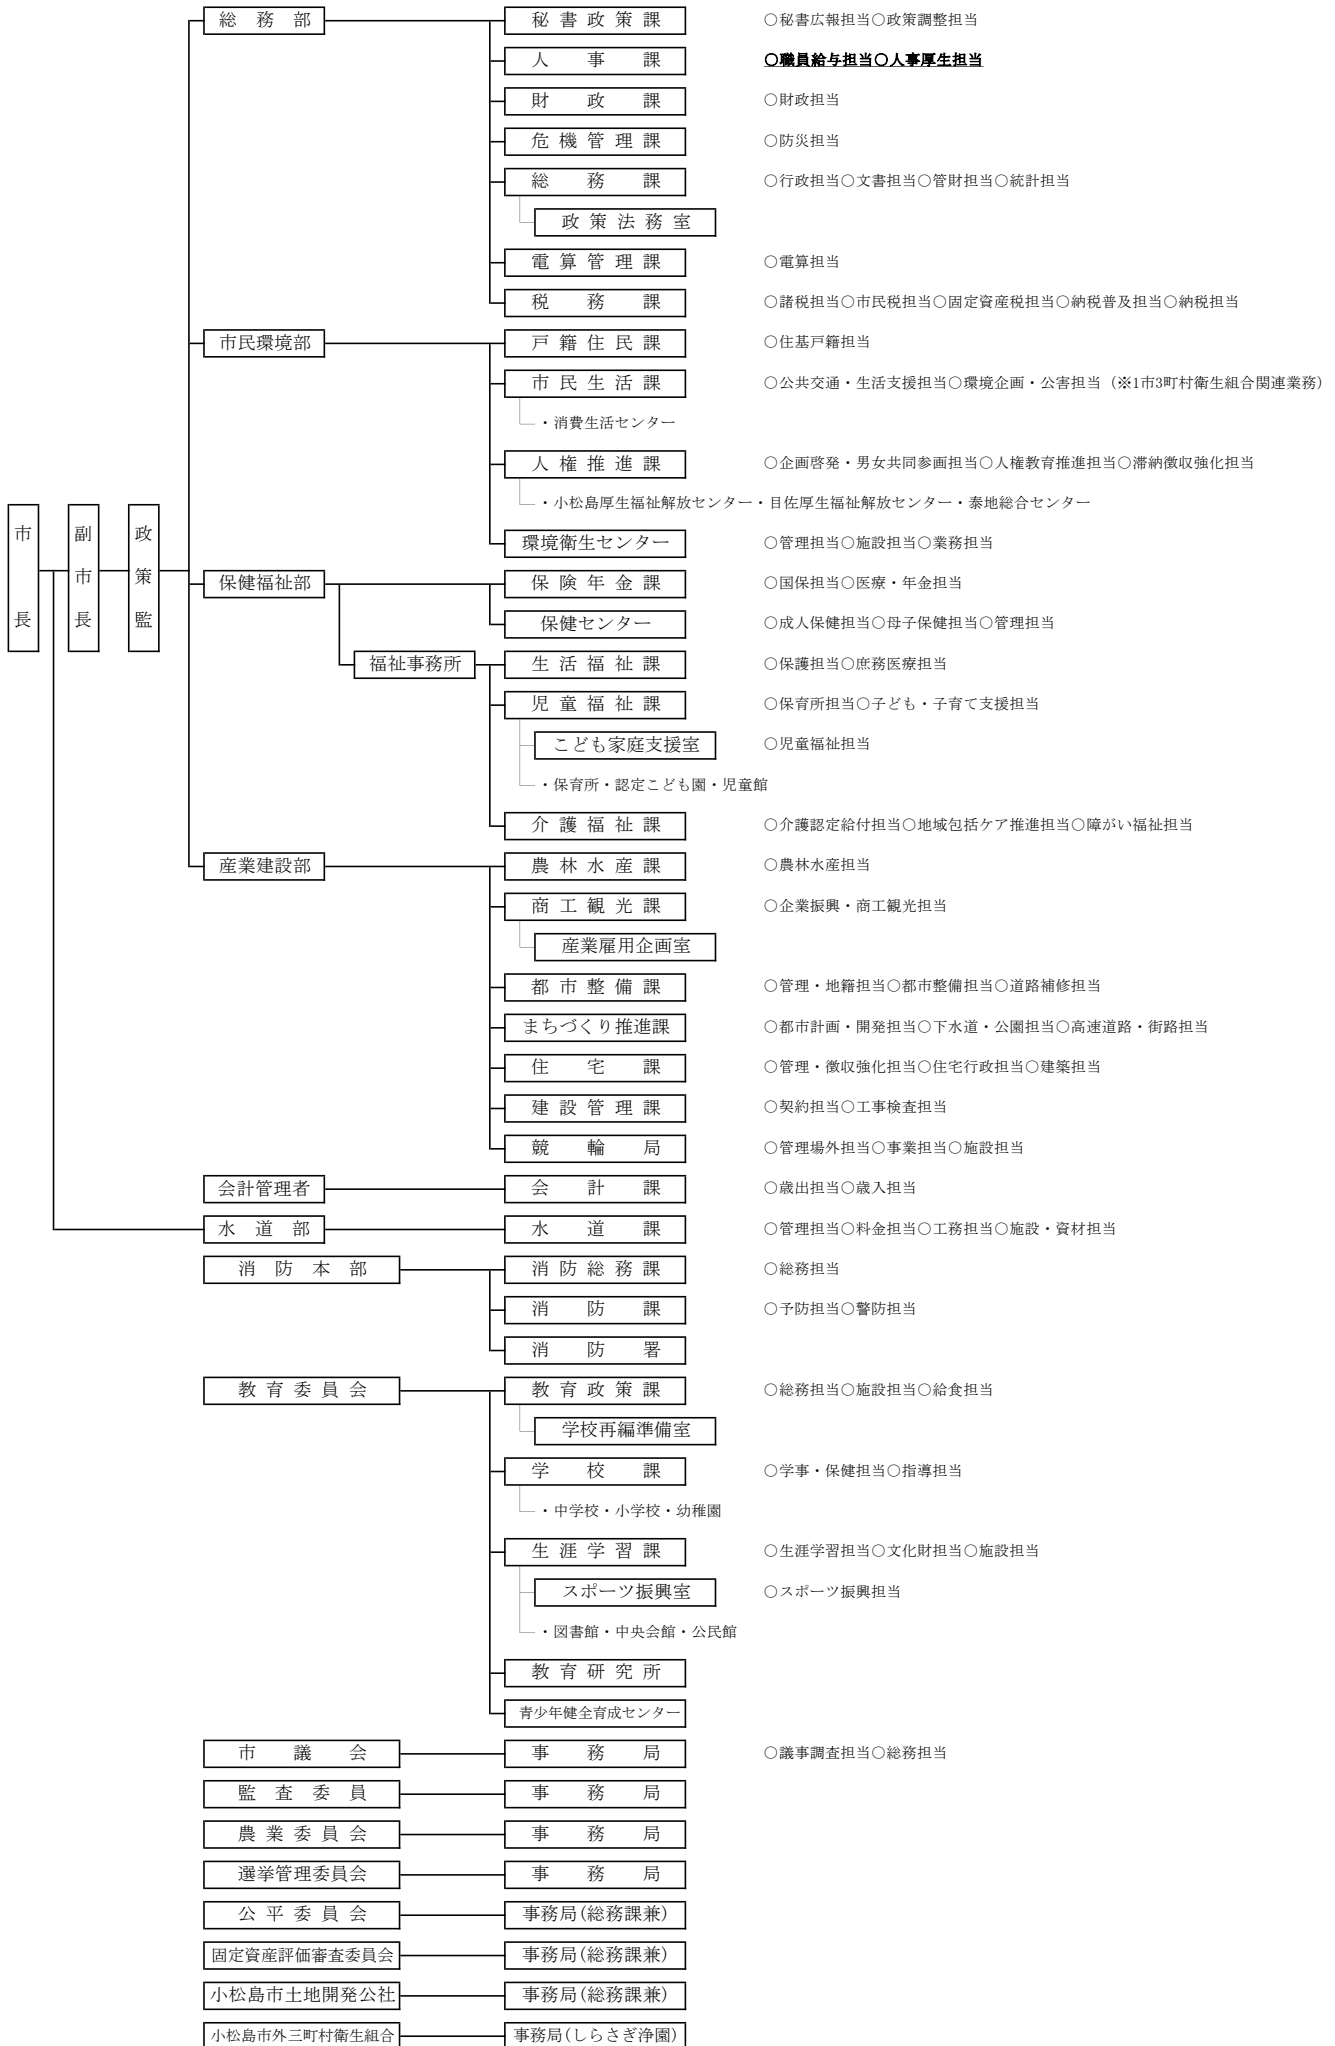 総務部 秘書政策課 ○秘書広報担当○政策調整担当
人事課 ○職員給与担当○人事厚生担当
財政課 ○財政担当
危機管理課 ○防災担当
総務課 ○行政担当○文書担当○管財担当○統計担当
政策法務室
電算管理課 ○電算担当
税務課 ○諸税担当○市民税担当○固定資産税担当○納税普及担当○納税担当
市民環境部 戸籍住民課 ○住基戸籍担当
市民生活課 ○公共交通・生活支援担当○環境企画・公害担当（※1市3町村衛生組合関連業務）
・消費生活センター
人権推進課 ○企画啓発・男女共同参画担当○人権教育推進担当○滞納徴収強化担当
・小松島厚生福祉解放センター・目佐厚生福祉解放センター・泰地総合センター
環境衛生センター ○管理担当○施設担当○業務担当
市長 副市長 政策監
保健福祉部 保険年金課 ○国保担当○医療・年金担当
保健センター ○成人保健担当○母子保健担当○管理担当
福祉事務所 生活福祉課 ○保護担当○庶務医療担当
児童福祉課 ○保育所担当○子ども・子育て支援担当
こども家庭支援室 ○児童福祉担当
・保育所・認定こども園・児童館
介護福祉課 ○介護認定給付担当○地域包括ケア推進担当○障がい福祉担当
産業建設部 農林水産課 ○農林水産担当
商工観光課 ○企業振興・商工観光担当
産業雇用企画室
都市整備課 ○管理・地籍担当○都市整備担当○道路補修担当
まちづくり推進課 ○都市計画・開発担当○下水道・公園担当○高速道路・街路担当
住宅課 ○管理・徴収強化担当○住宅行政担当○建築担当
建設管理課 ○契約担当○工事検査担当
競輪局 ○管理場外担当○事業担当○施設担当
会計管理者 会計課 ○歳出担当○歳入担当
水道部 水道課 ○管理担当○料金担当○工務担当○施設・資材担当
消防本部 消防総務課 ○総務担当
消防課 ○予防担当○警防担当
消防署
教育委員会 教育政策課 ○総務担当○施設担当○給食担当
学校再編準備室
学校課 ○学事・保健担当○指導担当
・中学校・小学校・幼稚園
生涯学習課 ○生涯学習担当○文化財担当○施設担当
スポーツ振興室 ○スポーツ振興担当
・図書館・中央会館・公民館
教育研究所
青少年健全育成センター
市議会 事務局 ○議事調査担当○総務担当
監査委員 事務局
農業委員会 事務局
選挙管理委員会 事務局
公平委員会 事務局(総務課兼)
固定資産評価審査委員会 事務局(総務課兼)
小松島市土地開発公社 事務局(総務課兼)
小松島市外三町村衛生組合 事務局(しらさぎ浄園)